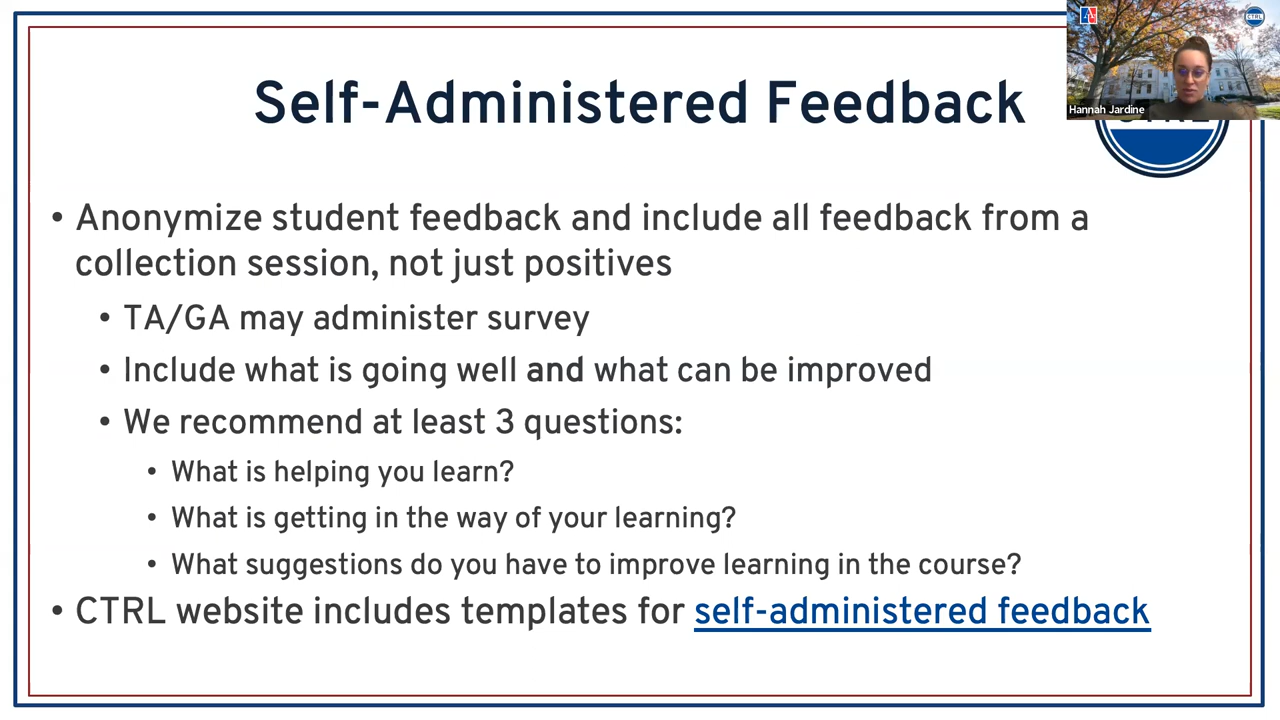 Self-Administered Feedback
Hannah Jardine
CTRL
• Anonymize student feedback and include all feedback from a
collection session, not just positives
• TA/GA may administer survey
• Include what is going well and what can be improved
• We recommend at least 3 questions:
• What is helping you learn?
• What is getting in the way of your learning?
• What suggestions do you have to improve learning in the course?
• CTRL website includes templates for self-administered feedback